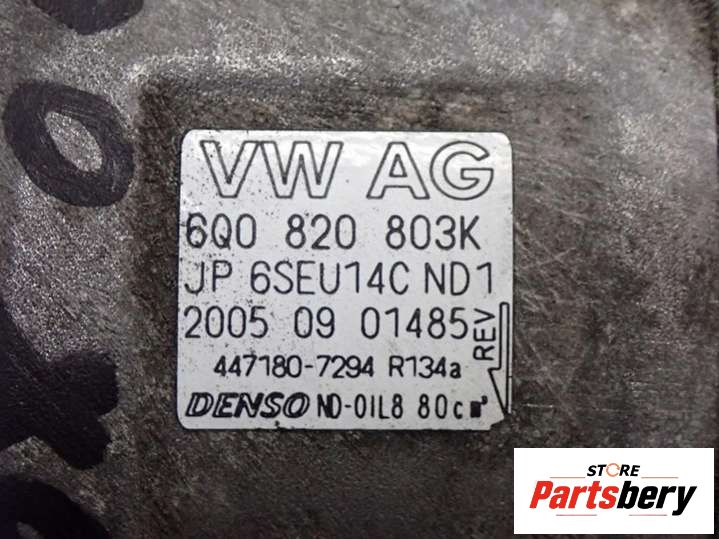 VW AG
6Q0 820 803K
JP 6SEU14C ND1
2005 09 01485
REV
447180-7294 R134a
DENSO ND-OIL8 80c㎥
STORE
Partsbery